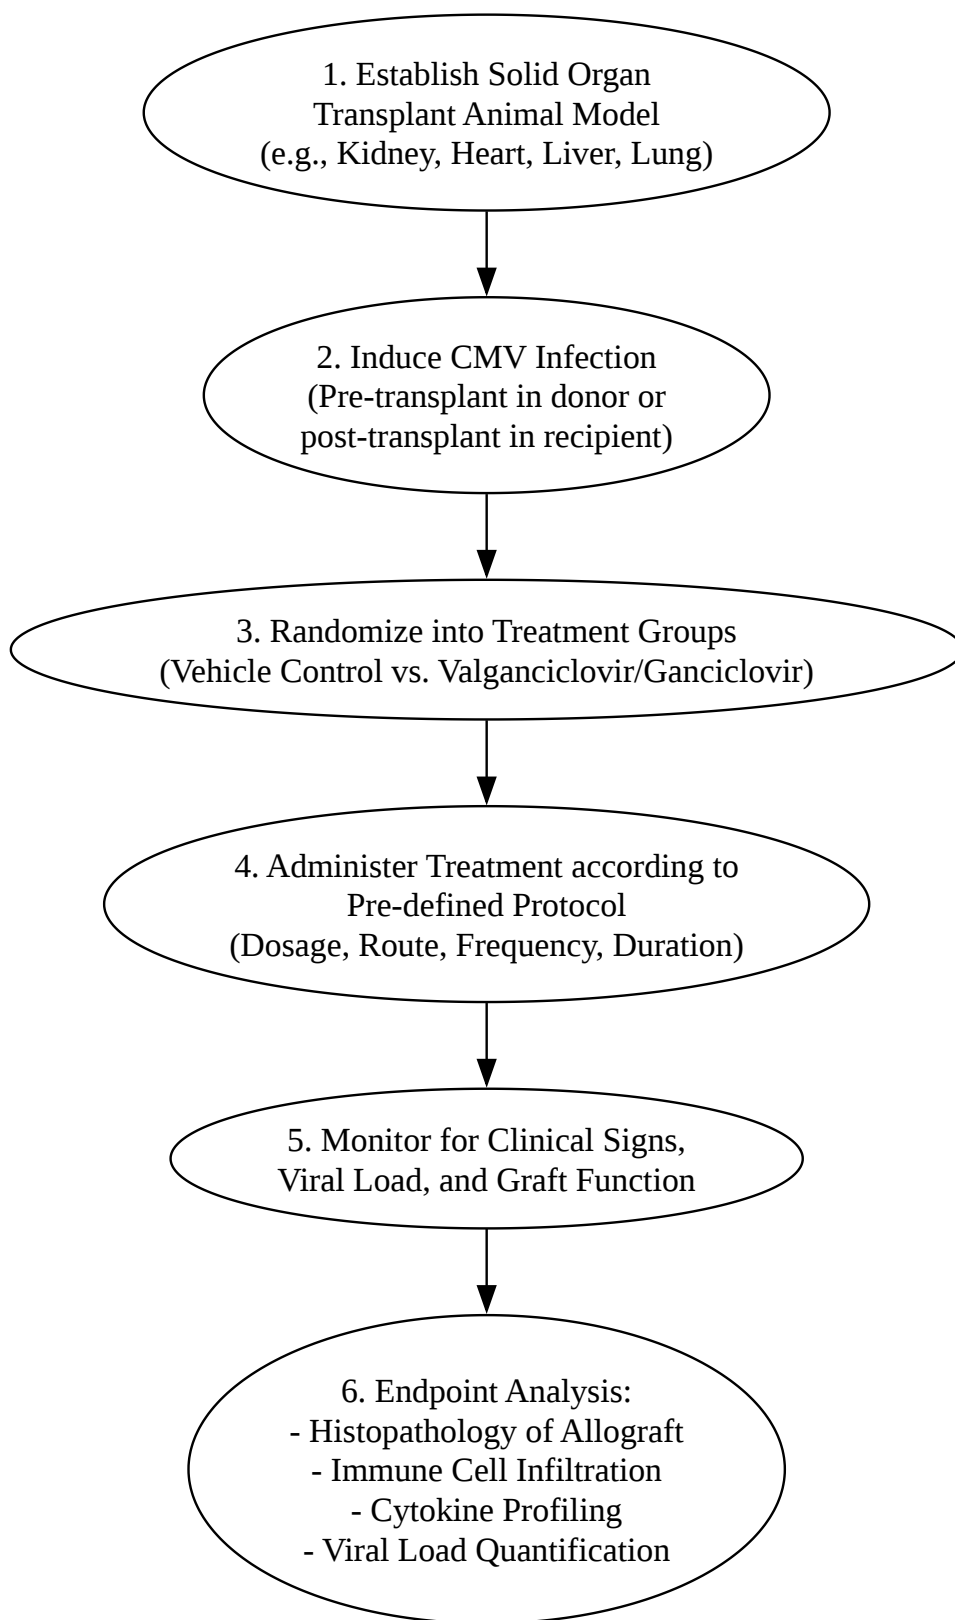 1. Establish Solid Organ
Transplant Animal Model
(e.g., Kidney, Heart, Liver, Lung)
2. Induce CMV Infection
(Pre-transplant in donor or
post-transplant in recipient)
3. Randomize into Treatment Groups
(Vehicle Control vs. Valganciclovir/Ganciclovir)
4. Administer Treatment according to
Pre-defined Protocol
(Dosage, Route, Frequency, Duration)
5. Monitor for Clinical Signs,
Viral Load, and Graft Function
6. Endpoint Analysis:
- Histopathology of Allograft
- Immune Cell Infiltration
- Cytokine Profiling
- Viral Load Quantification